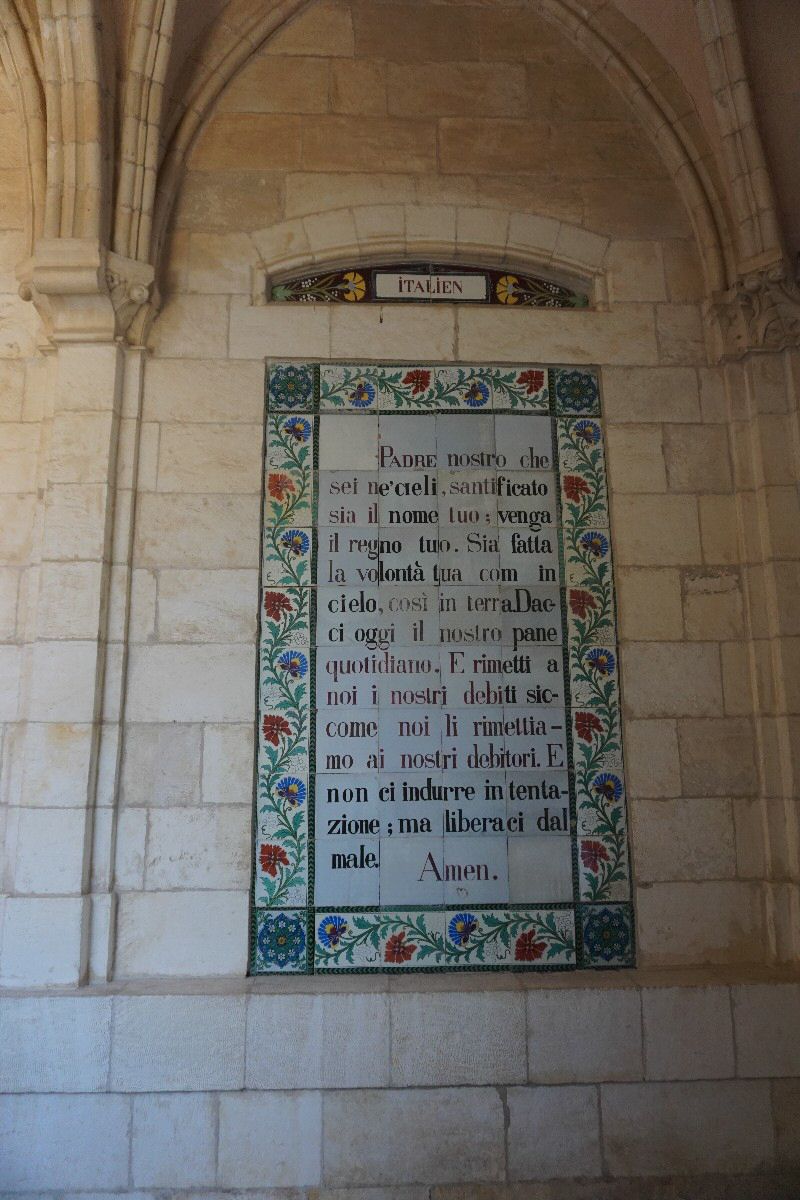 iTALiEN
PADRE nostro che
sei ne'cieli, santificato
sia il nome tuo; venga
il regno tuo. Sia fatta
la volontà tua com in
cielo, così in terraDac-
ci oggi il nostro pane
quotidiano. E rimetti a
noi i nostri debiti sic-
come noi li rimettia-
mo ai nostri debitori. E
non ci indurre in tenta-
zione; ma liberaci dal
male.
Amen.